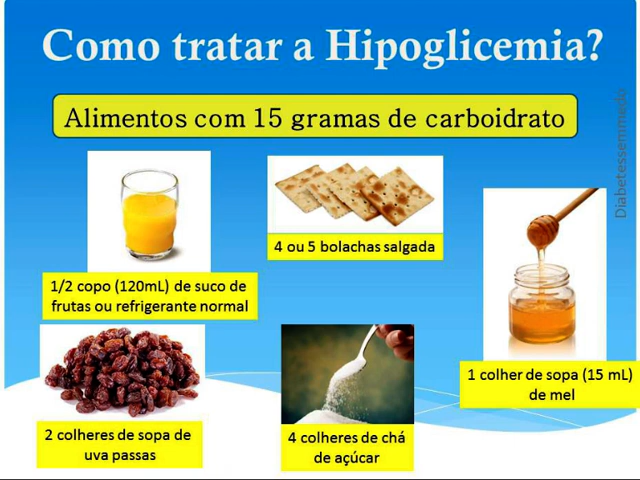 Como tratar a Hipoglicemia?
Alimentos com 15 gramas de carboidrato
Diabetessemmedo
4 ou 5 bolachas salgada
1/2 copo (120mL) de suco de
frutas ou refrigerante normal
1 colher de sopa (15 mL)
de mel
2 colheres de sopa de
uva passas
4 colheres de chá
de açúcar